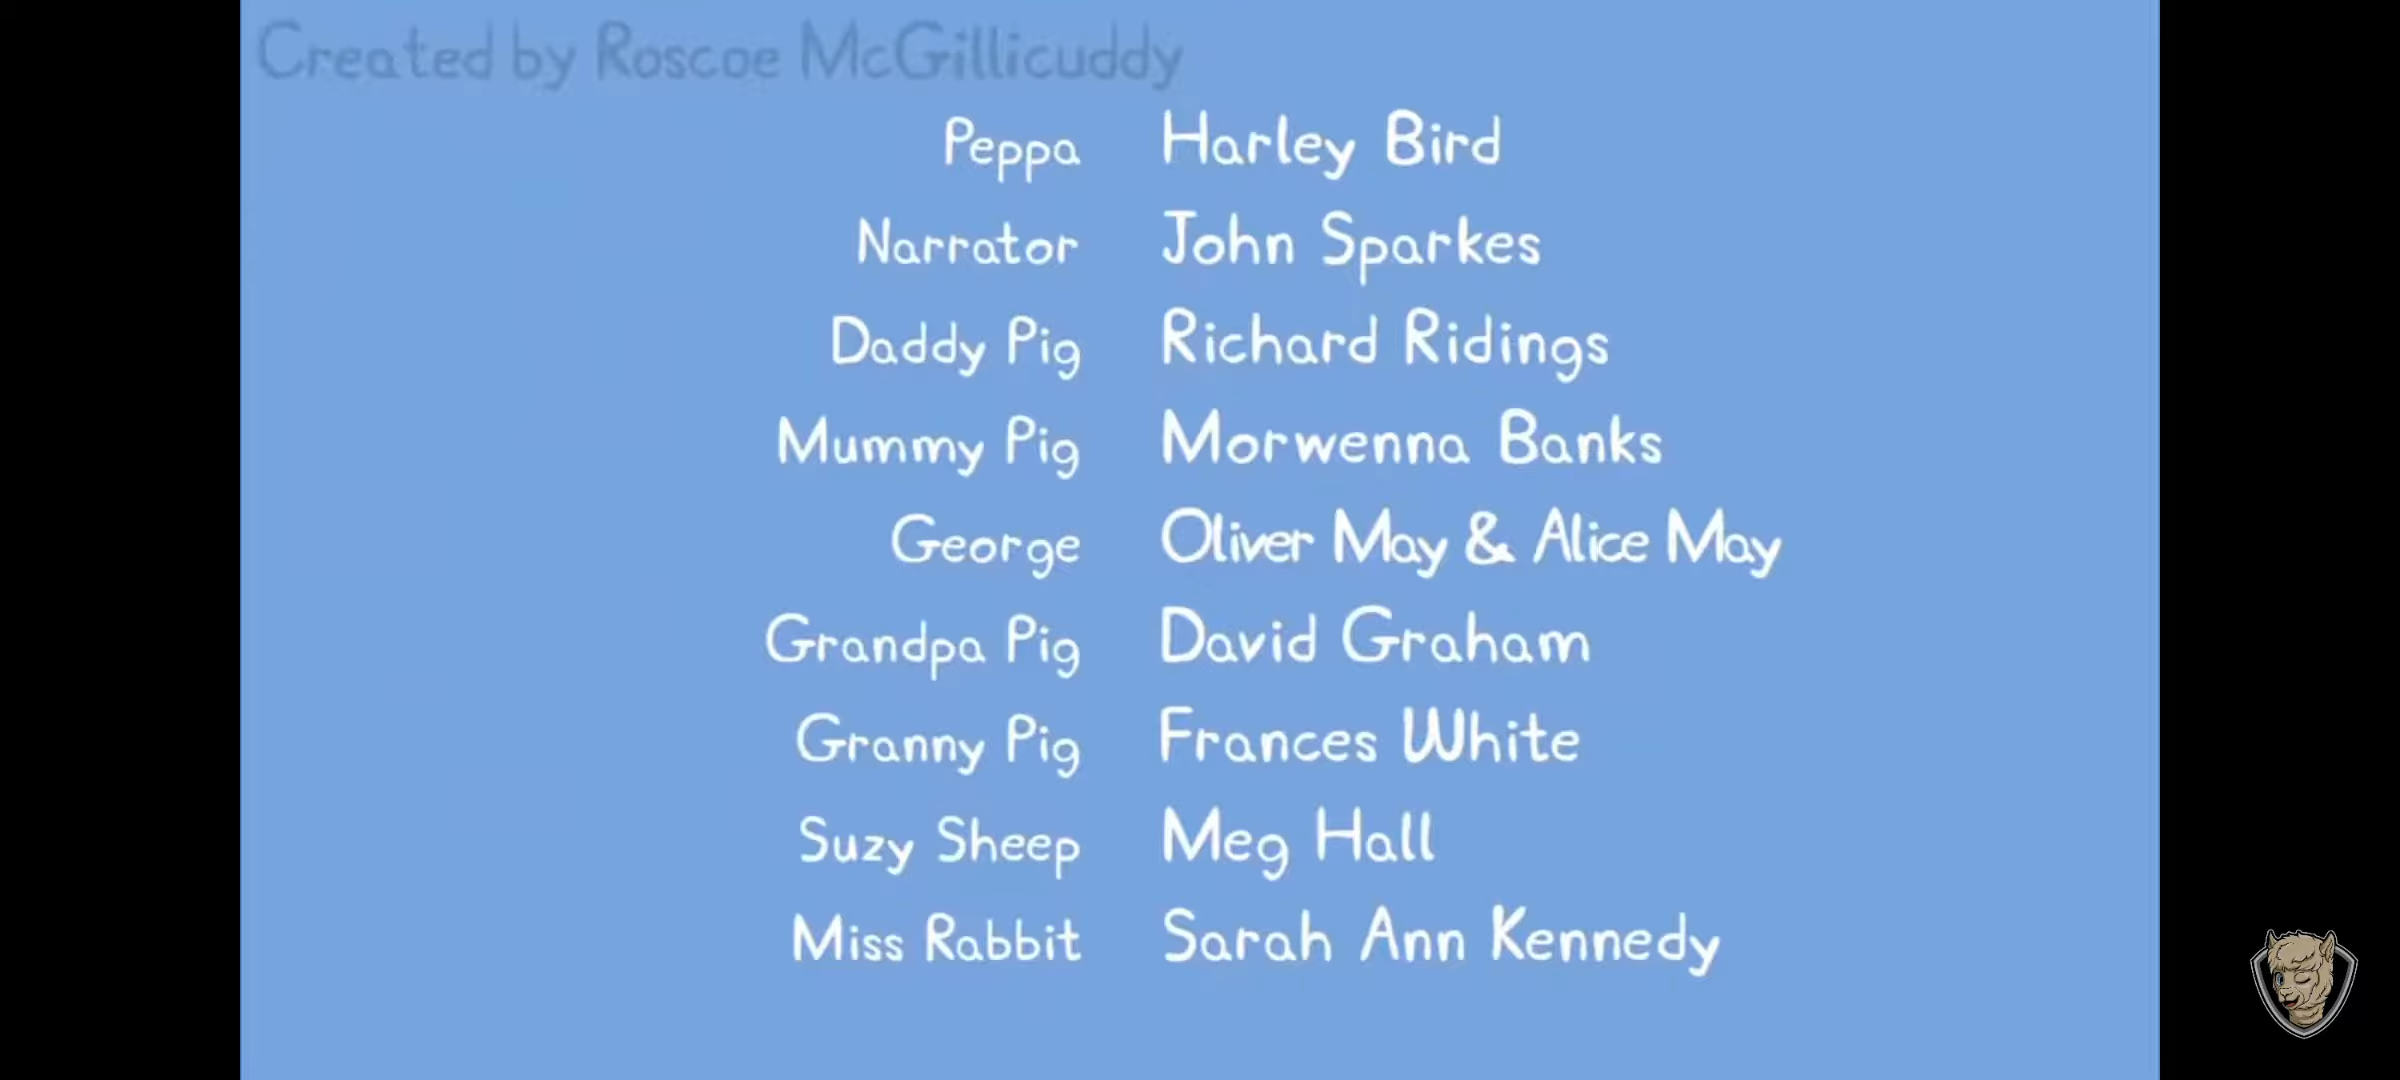 Created by Roscoe McGillicuddy
Peppa Harley Bird
Narrator John Sparkes
Daddy Pig Richard Ridings
Mummy Pig Morwenna Banks
George Oliver May & Alice May
Grandpa Pig David Graham
Granny Pig Frances White
Suzy Sheep Meg Hall
Miss Rabbit Sarah Ann Kennedy